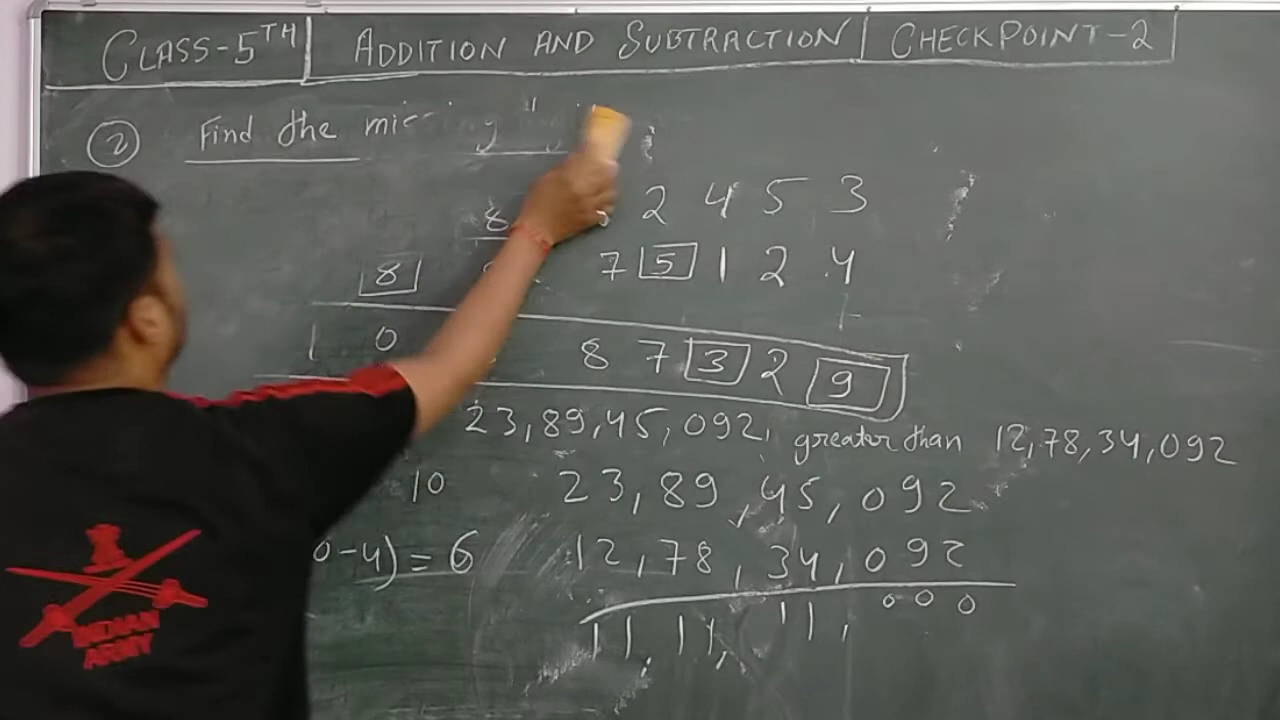 CLASS-5TH ADDITION AND SUBTRACTION CHECKPOINT-2
2 Find the
8 2 4 5 3
8 7 5 1 2 4
1 0 8 7 3 2 9
23,89,45,092, greater than 12,78,34,092
10 23,89,45,092
0-4) = 6 12,78,34,092
11,11,11,000
INDIAN
ARMY